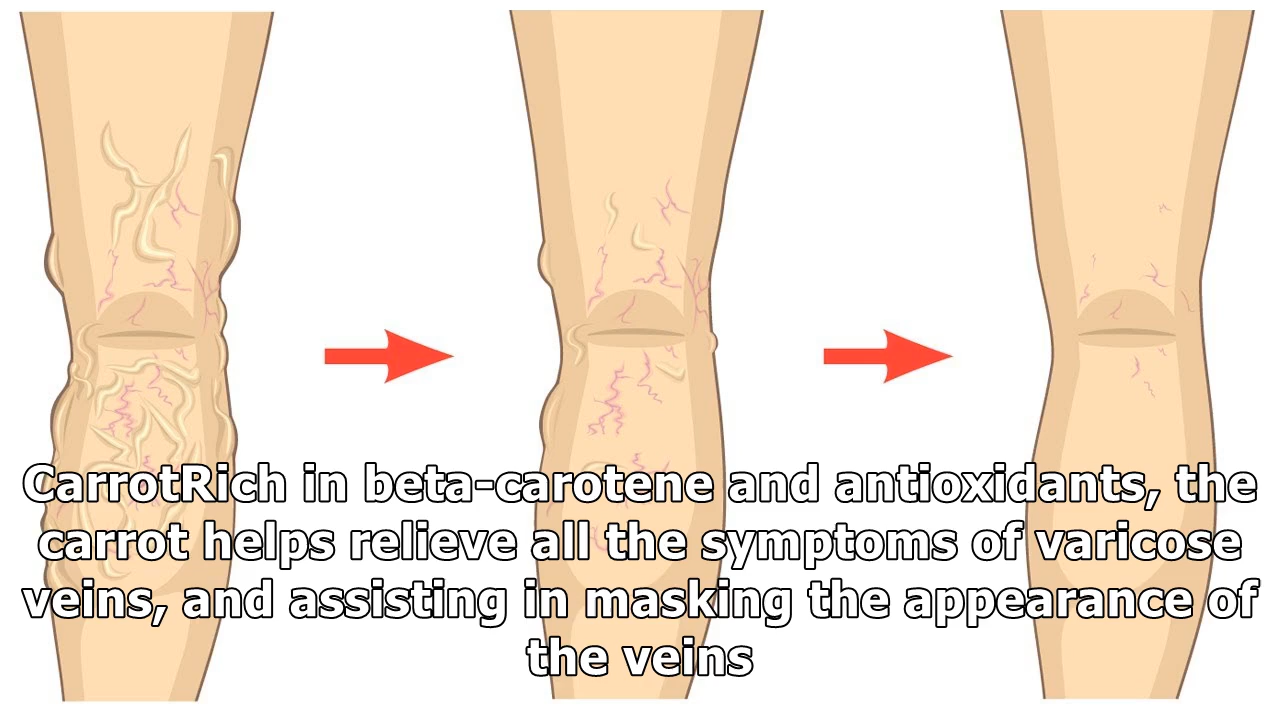 CarrotRich in beta-carotene and antioxidants, the
carrot helps relieve all the symptoms of varicose
veins, and assisting in masking the appearance of
the veins